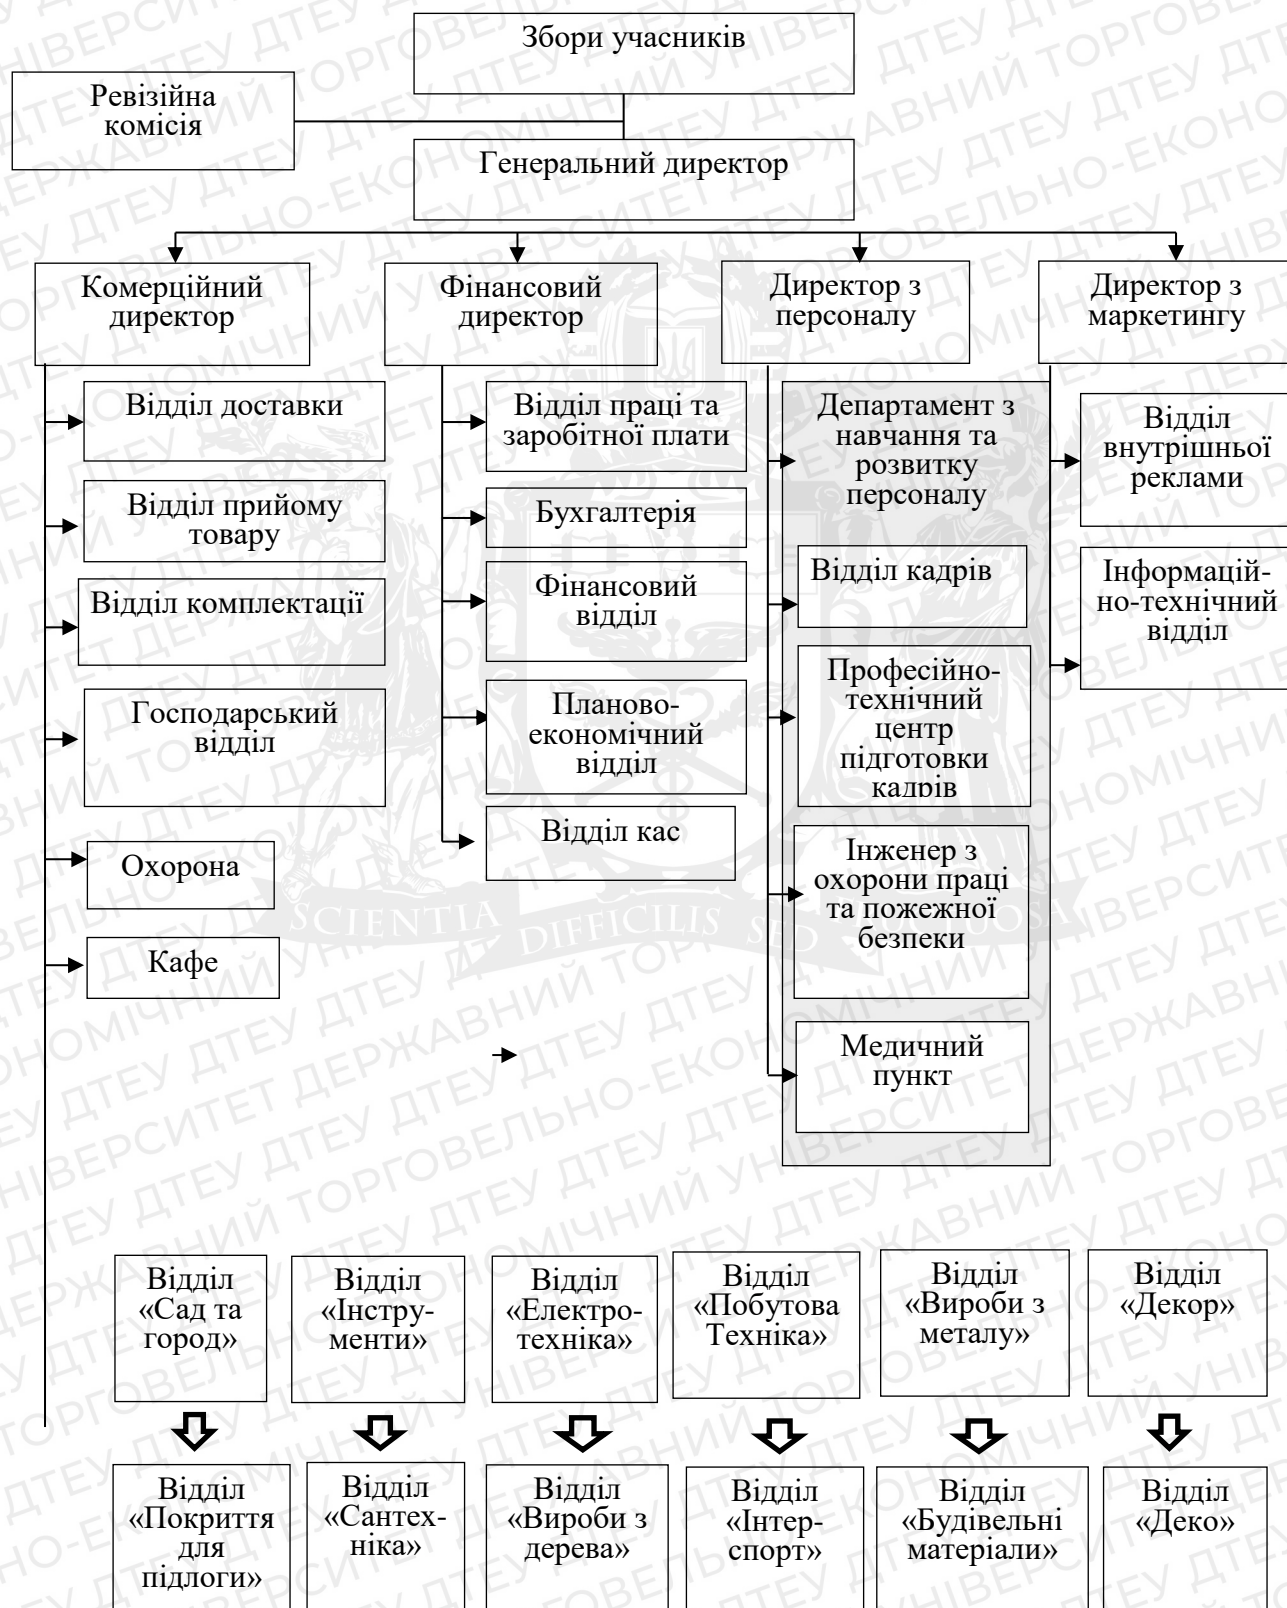 Збори учасників
Ревізійна
комісія
Генеральний директор
Комерційний
директор
Фінансовий
директор
Директор з
персоналу
Директор з
маркетингу
Відділ доставки
Відділ прийому
товару
Відділ комплектації
Господарський
відділ
Охорона
Кафе
Відділ праці та
заробітної плати
Бухгалтерія
Фінансовий
відділ
Планово-
економічний
відділ
Відділ кас
Департамент з
навчання та
розвитку
персоналу
Відділ кадрів
Професійно-
технічний
центр
підготовки
кадрів
Інженер з
охорони праці
та пожежної
безпеки
Медичний
пункт
Відділ
внутрішньої
реклами
Інформацій-
но-технічний
відділ
SCIENTIA DIFFICILIS SED
Відділ
«Сад та
город»
Відділ
«Інстру-
менти»
Відділ
«Електро-
техніка»
Відділ
«Побутова
Техніка»
Відділ
«Вироби з
металу»
Відділ
«Декор»
Відділ
«Покриття
для
підлоги»
Відділ
«Сантех-
ніка»
Відділ
«Вироби з
дерева»
Відділ
«Інтер-
спорт»
Відділ
«Будівельні
матеріали»
Відділ
«Деко»